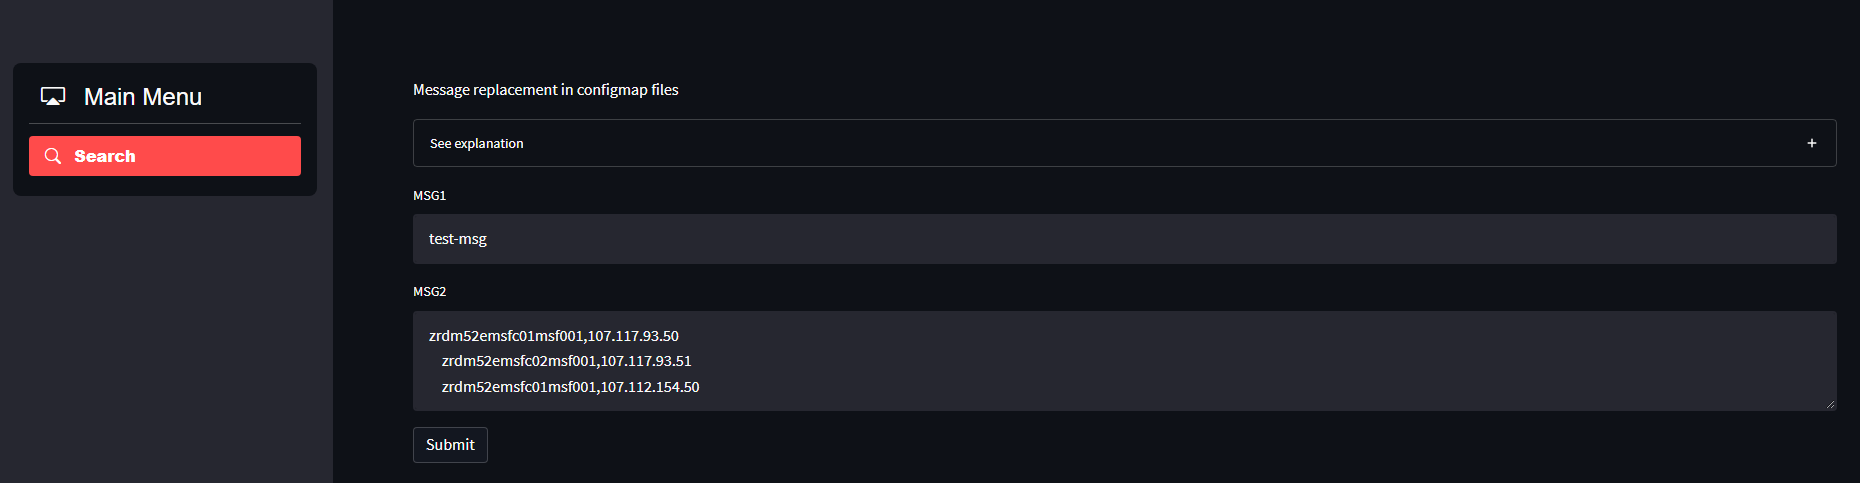 Main Menu
Search
Message replacement in configmap files
See explanation
MSG1
test-msg
MSG2
zrdm52emsfc01msf001,107.117.93.50
zrdm52emsfc02msf001,107.117.93.51
zrdm52emsfc01msf001,107.112.154.50
Submit